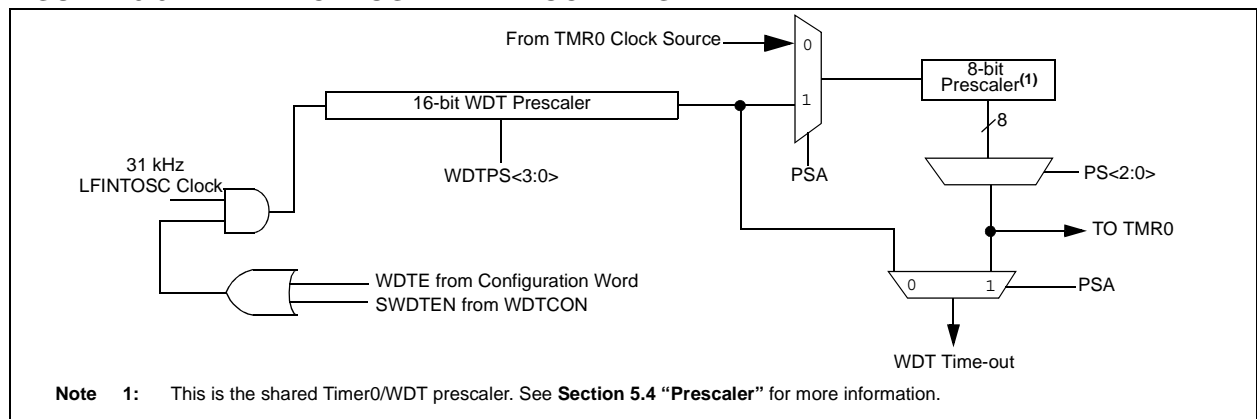 From TMR0 Clock Source
0
1
8-bit
Prescaler(1)
16-bit WDT Prescaler
8
31 kHz
LFINTOSC Clock
WDTPS<3:0>
PSA
PS<2:0>
TO TMR0
WDTE from Configuration Word
SWDTEN from WDTCON
0
1
PSA
WDT Time-out
Note 1: This is the shared Timer0/WDT prescaler. See Section 5.4 “Prescaler” for more information.